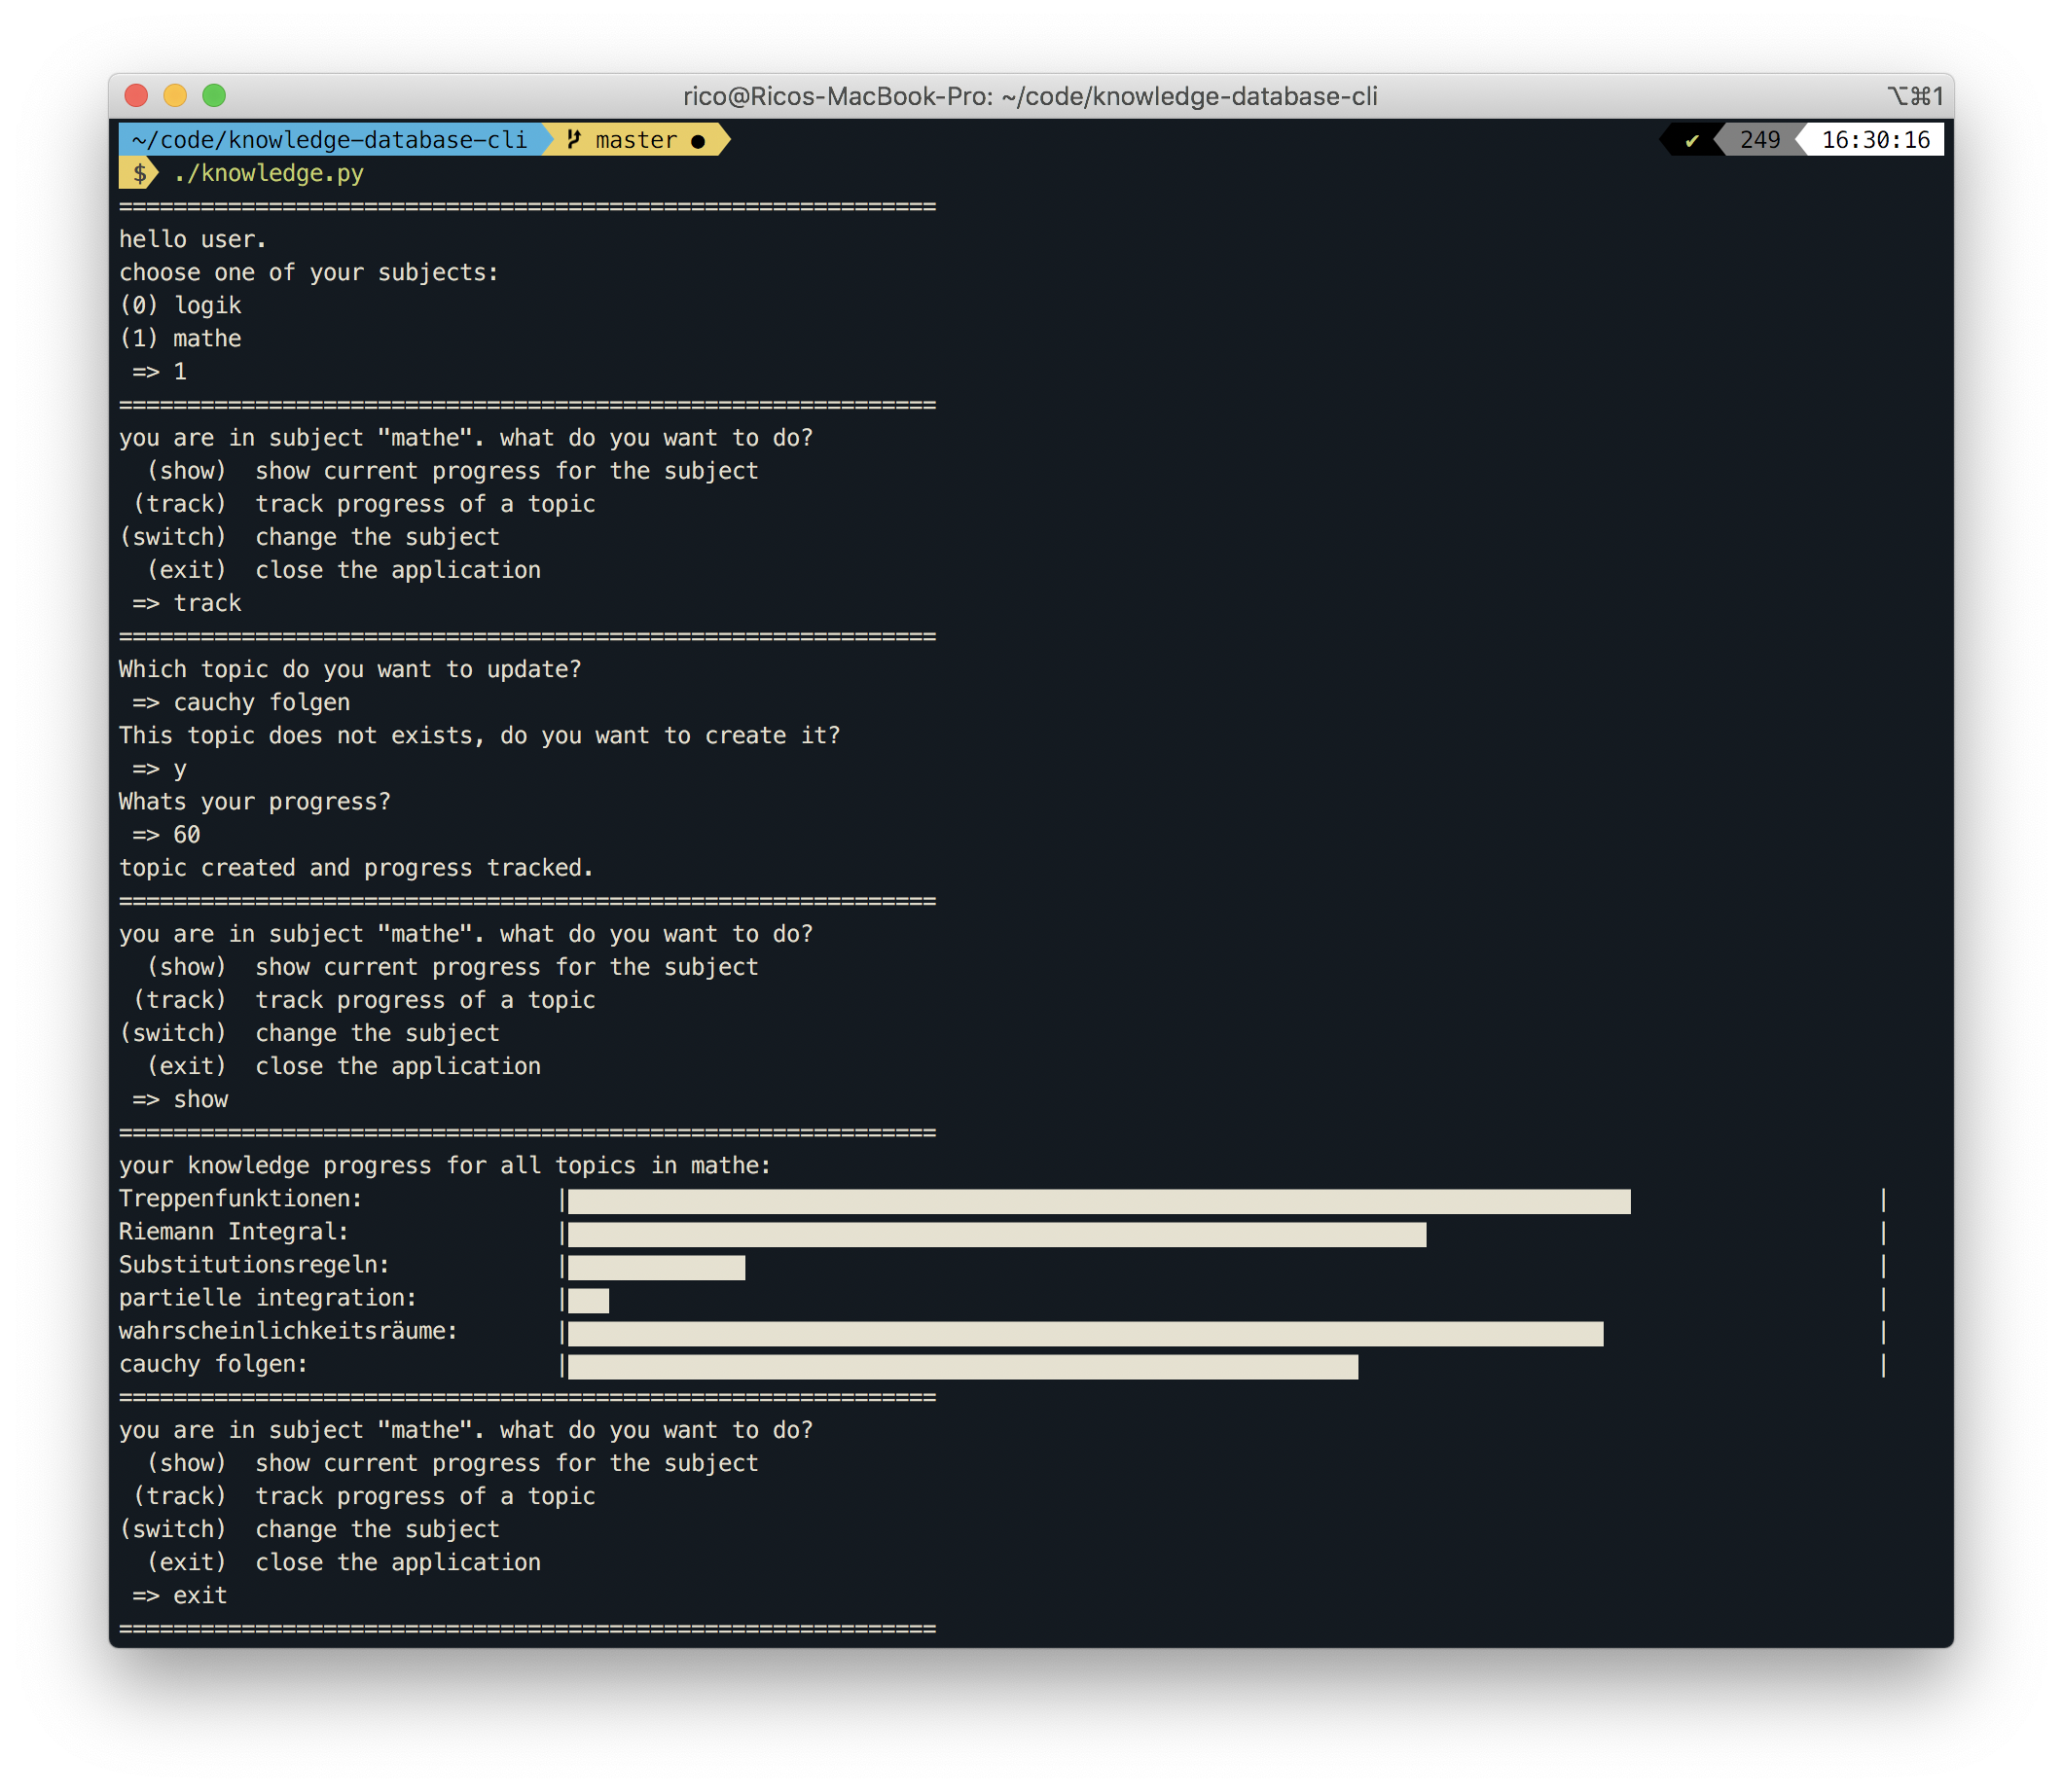 rico@Ricos-MacBook-Pro: ~/code/knowledge-database-cli ⌥⌘1
~/code/knowledge-database-cli master ● ✔ 249 16:30:16
$ ./knowledge.py
============================================================
hello user.
choose one of your subjects:
(0) logik
(1) mathe
=> 1
============================================================
you are in subject "mathe". what do you want to do?
(show) show current progress for the subject
(track) track progress of a topic
(switch) change the subject
(exit) close the application
=> track
============================================================
Which topic do you want to update?
=> cauchy folgen
This topic does not exists, do you want to create it?
=> y
Whats your progress?
=> 60
topic created and progress tracked.
============================================================
you are in subject "mathe". what do you want to do?
(show) show current progress for the subject
(track) track progress of a topic
(switch) change the subject
(exit) close the application
=> show
============================================================
your knowledge progress for all topics in mathe:
Treppenfunktionen: | |
Riemann Integral: | |
Substitutionsregeln: | |
partielle integration: | |
wahrscheinlichkeitsräume: | |
cauchy folgen: | |
============================================================
you are in subject "mathe". what do you want to do?
(show) show current progress for the subject
(track) track progress of a topic
(switch) change the subject
(exit) close the application
=> exit
============================================================